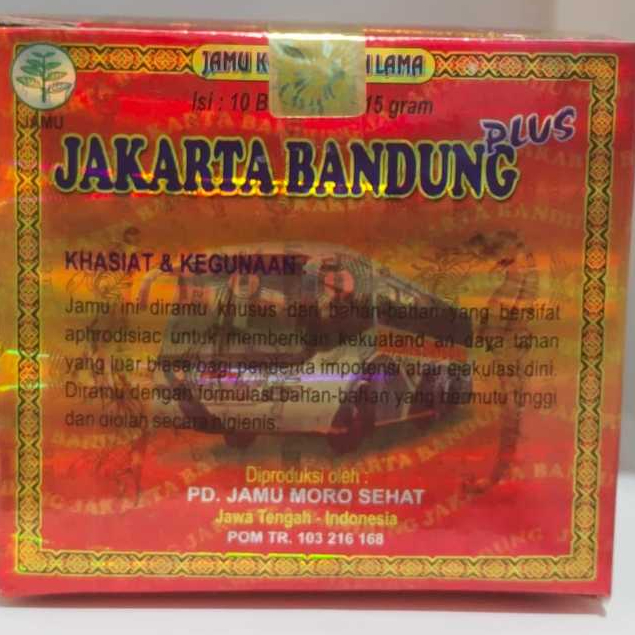 JAMU K LAMA
Isi : 10 B 15 gram
JAMU
JAKARTA BANDUNG PLUS
KHASIAT & KEGUNAAN :
Jamu ini diramu khusus dari bahan-bahan yang bersifat
aphrodisiac untuk memberikan kekuatand an daya tahan
yang luar biasa bagi penderita impotensi atau ejakulasi dini.
Diramu dengan formulasi bahan-bahan yang bermutu tinggi
dan diolah secara higienis.
Diproduksi oleh :
PD. JAMU MORO SEHAT
Jawa Tengah - Indonesia
POM TR. 103 216 168